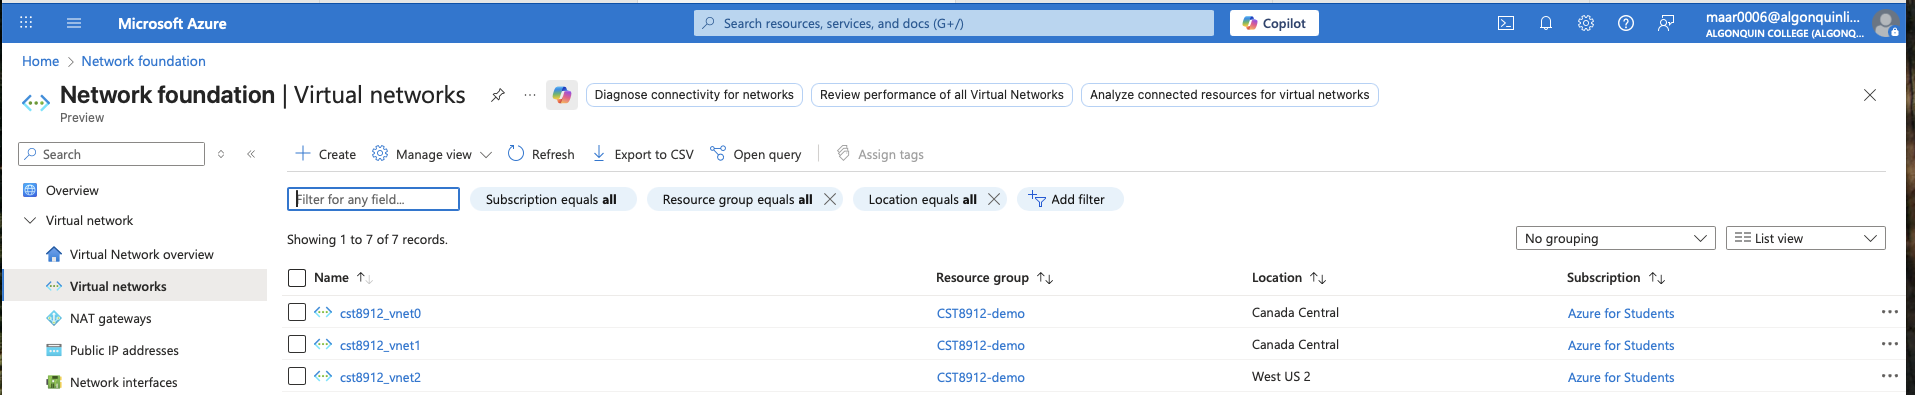 Microsoft Azure
Search resources, services, and docs (G+/)
Copilot
maar0006@algonquinli...
ALGONQUIN COLLEGE (ALGONQ...
Home > Network foundation
Network foundation | Virtual networks
...
Diagnose connectivity for networks
Review performance of all Virtual Networks
Analyze connected resources for virtual networks
Preview
Search
Create
Manage view
Refresh
Export to CSV
Open query
Assign tags
Overview
Virtual network
Virtual Network overview
Virtual networks
NAT gateways
Public IP addresses
Network interfaces
Filter for any field...
Subscription equals all
Resource group equals all
Location equals all
Add filter
Showing 1 to 7 of 7 records.
No grouping
List view
Name Resource group Location Subscription
cst8912_vnet0 CST8912-demo Canada Central Azure for Students ...
cst8912_vnet1 CST8912-demo Canada Central Azure for Students ...
cst8912_vnet2 CST8912-demo West US 2 Azure for Students ...